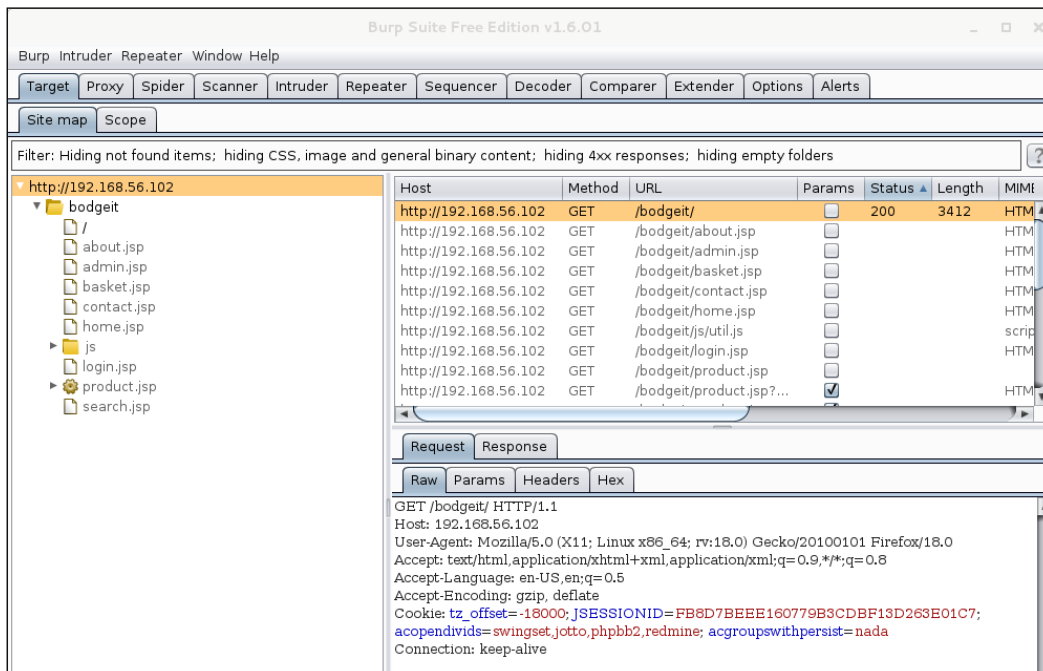 Burp Suite Free Edition v1.6.01
Burp Intruder Repeater Window Help
Target Proxy Spider Scanner Intruder Repeater Sequencer Decoder Comparer Extender Options Alerts
Site map Scope
Filter: Hiding not found items; hiding CSS, image and general binary content; hiding 4xx responses; hiding empty folders
?
http://192.168.56.102
bodgeit
/
about.jsp
admin.jsp
basket.jsp
contact.jsp
home.jsp
js
login.jsp
product.jsp
search.jsp
Host Method URL Params Status Length MIME
http://192.168.56.102 GET /bodgeit/ 200 3412 HTM
http://192.168.56.102 GET /bodgeit/about.jsp HTM
http://192.168.56.102 GET /bodgeit/admin.jsp HTM
http://192.168.56.102 GET /bodgeit/basket.jsp HTM
http://192.168.56.102 GET /bodgeit/contact.jsp HTM
http://192.168.56.102 GET /bodgeit/home.jsp HTM
http://192.168.56.102 GET /bodgeit/js/util.js scrip
http://192.168.56.102 GET /bodgeit/login.jsp HTM
http://192.168.56.102 GET /bodgeit/product.jsp
http://192.168.56.102 GET /bodgeit/product.jsp?... HTM
Request Response
Raw Params Headers Hex
GET /bodgeit/ HTTP/1.1
Host: 192.168.56.102
User-Agent: Mozilla/5.0 (X11; Linux x86_64; rv:18.0) Gecko/20100101 Firefox/18.0
Accept: text/html,application/xhtml+xml,application/xml;q=0.9,*/*;q=0.8
Accept-Language: en-US,en;q=0.5
Accept-Encoding: gzip, deflate
Cookie: tz_offset=-18000; JSESSIONID=FB8D7BEEE160779B3CDBF13D263E01C7;
acopendivids=swingset,jotto,phpbb2,redmine; acgroupswithpersist=nada
Connection: keep-alive